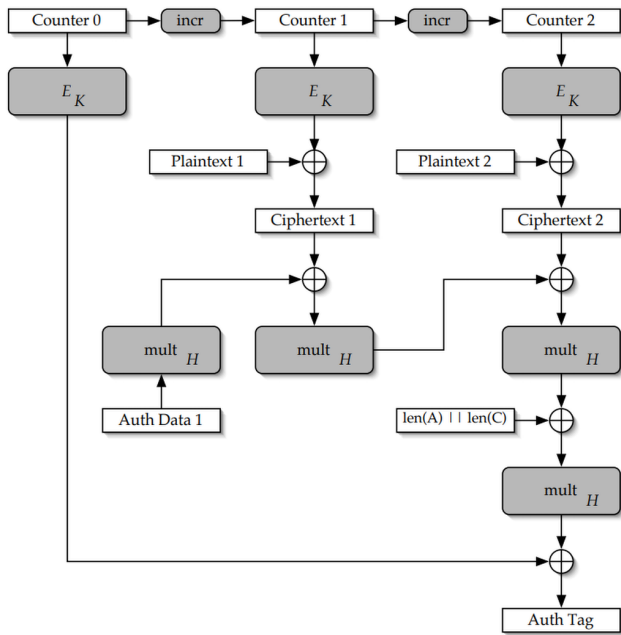 Counter 0
incr
Counter 1
incr
Counter 2
E K
E K
E K
Plaintext 1
Plaintext 2
Ciphertext 1
Ciphertext 2
mult H
mult H
mult H
Auth Data 1
len(A) || len(C)
mult H
Auth Tag